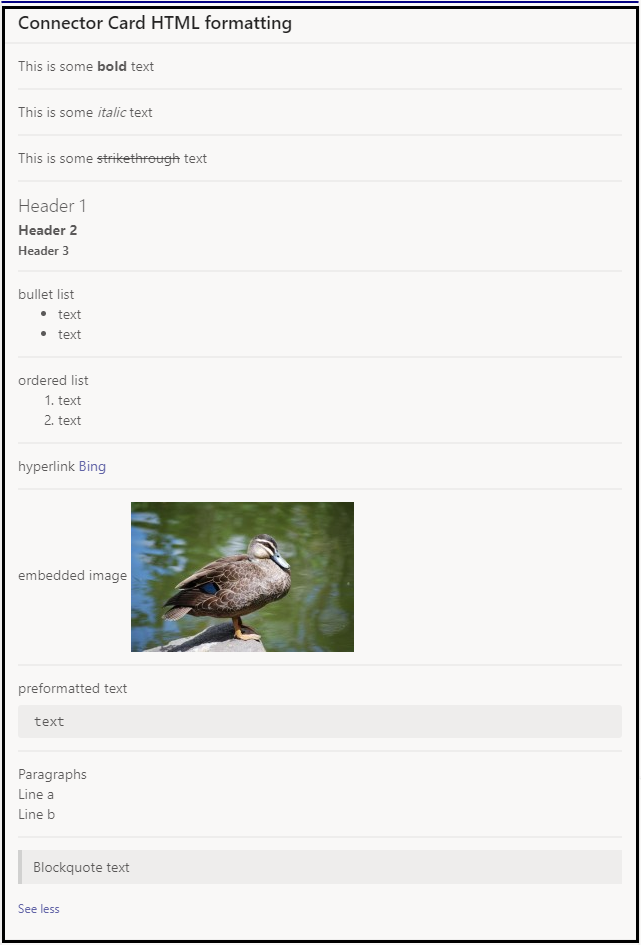 Connector Card HTML formatting
This is some bold text
This is some italic text
This is some strikethrough text
Header 1
Header 2
Header 3
bullet list
• text
• text
ordered list
1. text
2. text
hyperlink Bing
embedded image
preformatted text
text
Paragraphs
Line a
Line b
Blockquote text
See less